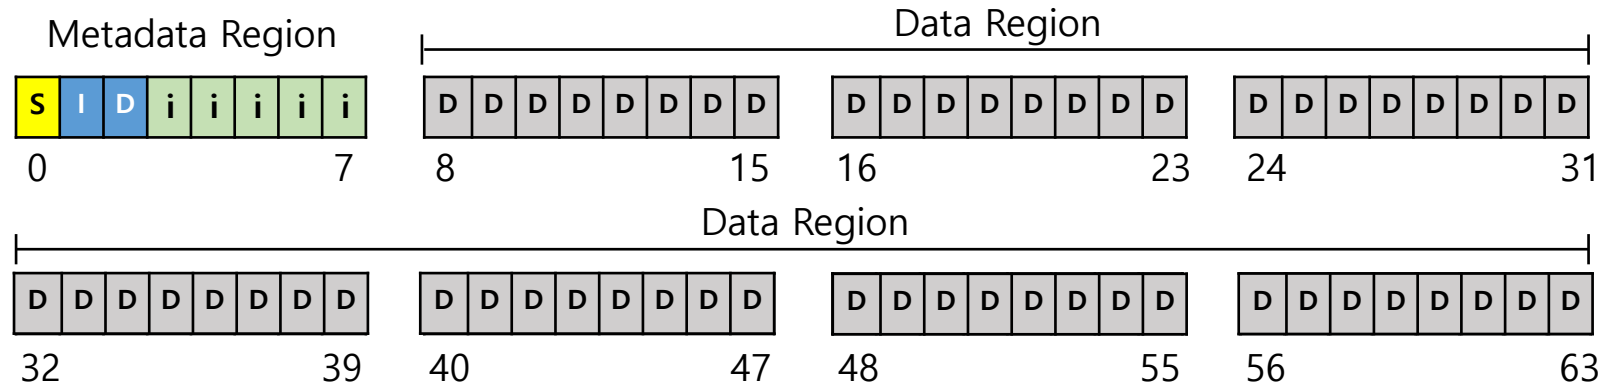 Metadata Region Data Region
S I D i i i i i D D D D D D D D D D D D D D D D D D D D D D D D
0 7 8 15 16 23 24 31
Data Region
D D D D D D D D D D D D D D D D D D D D D D D D D D D D D D D D
32 39 40 47 48 55 56 63